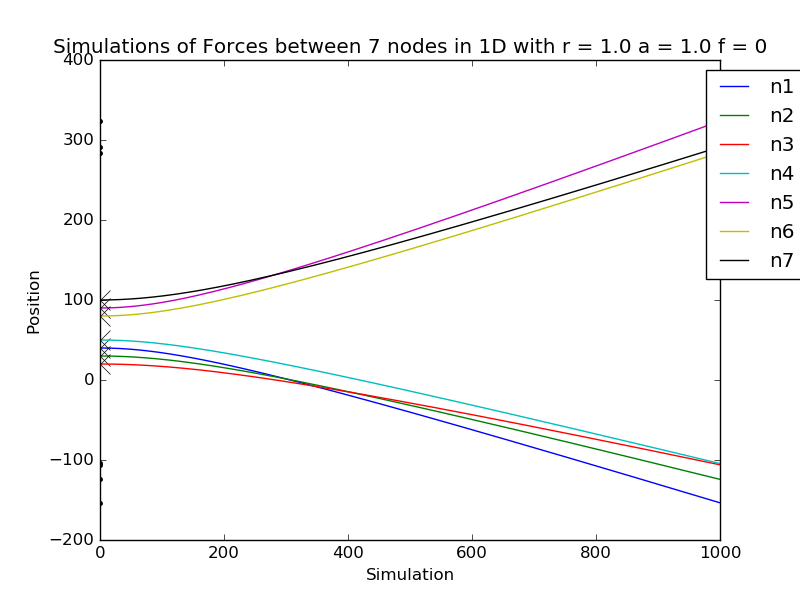 Simulations of Forces between 7 nodes in 1D with r = 1.0 a = 1.0 f = 0
400
300
200
100
0
−100
−200
Position
0 200 400 600 800 1000
Simulation
n1
n2
n3
n4
n5
n6
n7